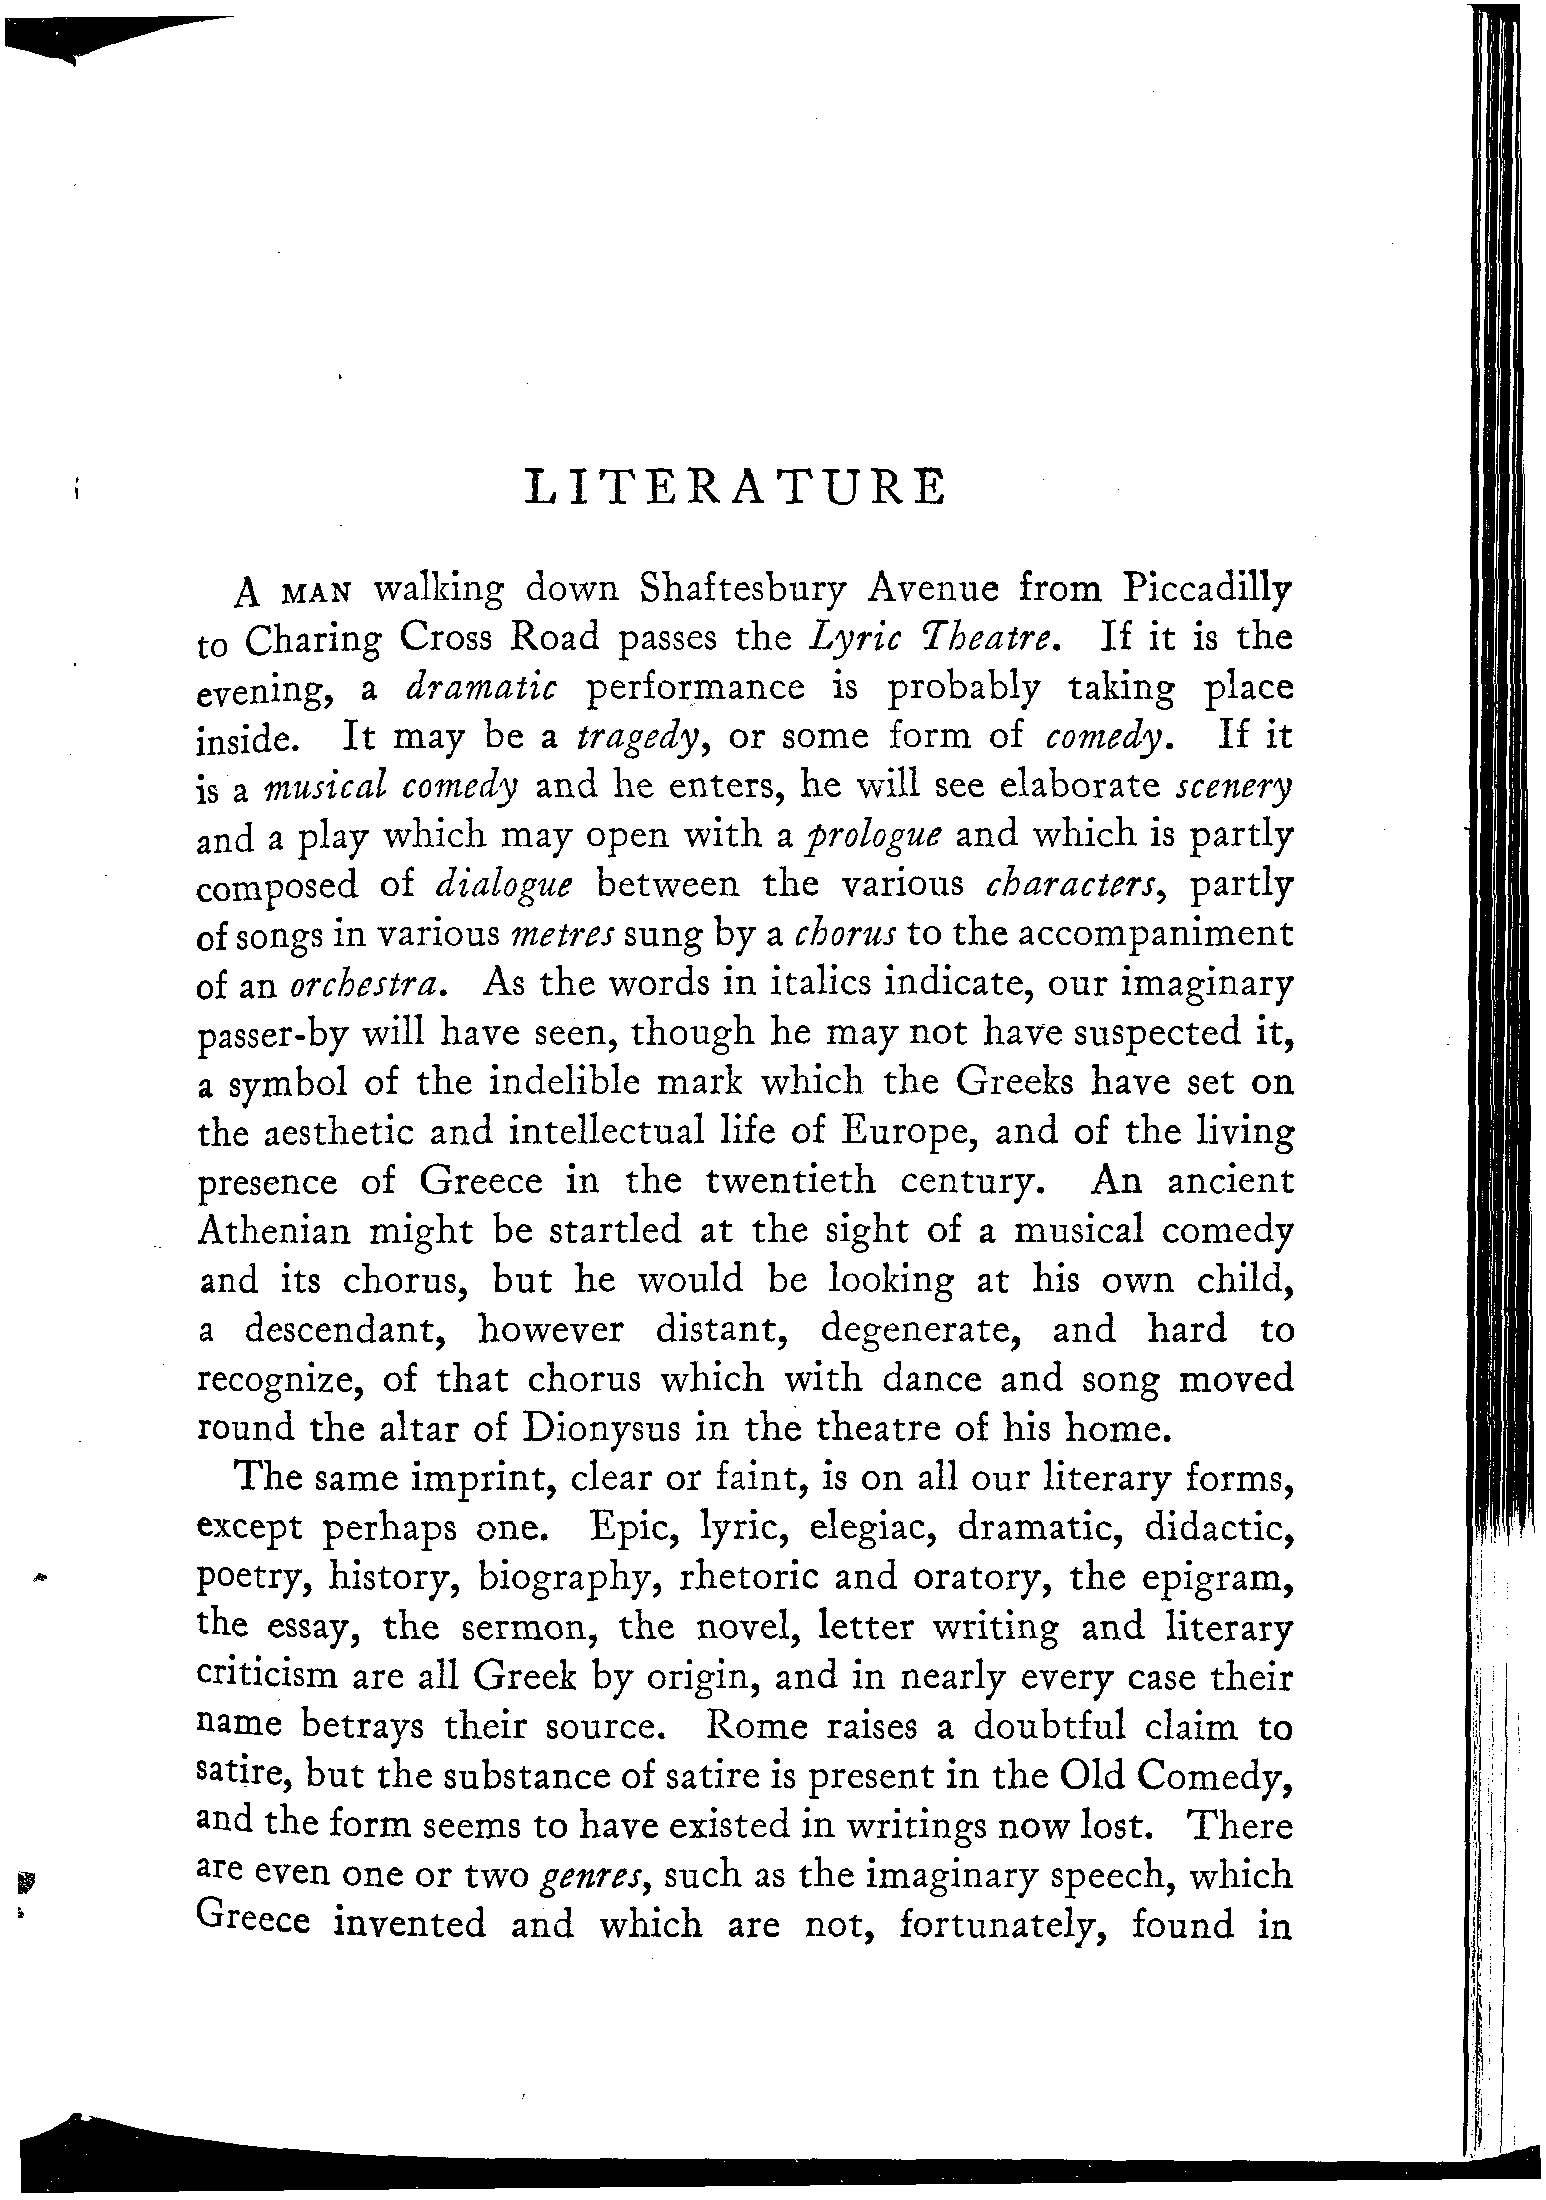 LITERATURE
A MAN walking down Shaftesbury Avenue from Piccadilly
to Charing Cross Road passes the Lyric Theatre. If it is the
evening, a dramatic performance is probably taking place
inside. It may be a tragedy, or some form of comedy. If it
is a musical comedy and he enters, he will see elaborate scenery
and a play which may open with a prologue and which is partly
composed of dialogue between the various characters, partly
of songs in various metres sung by a chorus to the accompaniment
of an orchestra. As the words in italics indicate, our imaginary
passer-by will have seen, though he may not have suspected it,
a symbol of the indelible mark which the Greeks have set on
the aesthetic and intellectual life of Europe, and of the living
presence of Greece in the twentieth century. An ancient
Athenian might be startled at the sight of a musical comedy
and its chorus, but he would be looking at his own child,
a descendant, however distant, degenerate, and hard to
recognize, of that chorus which with dance and song moved
round the altar of Dionysus in the theatre of his home.
The same imprint, clear or faint, is on all our literary forms,
except perhaps one. Epic, lyric, elegiac, dramatic, didactic,
poetry, history, biography, rhetoric and oratory, the epigram,
the essay, the sermon, the novel, letter writing and literary
criticism are all Greek by origin, and in nearly every case their
name betrays their source. Rome raises a doubtful claim to
satire, but the substance of satire is present in the Old Comedy,
and the form seems to have existed in writings now lost. There
are even one or two genres, such as the imaginary speech, which
Greece invented and which are not, fortunately, found in